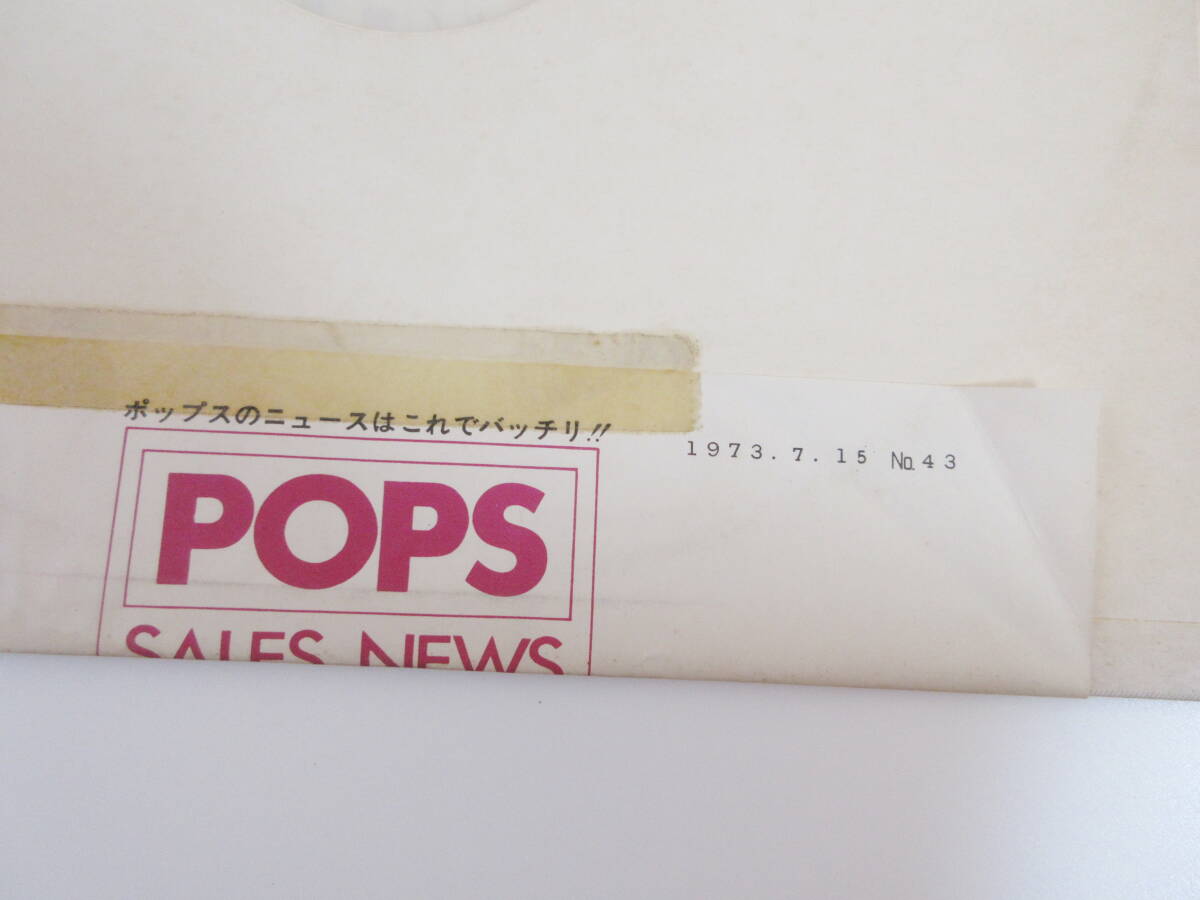 ポップスのニュースはこれでバッチリ!!
1973.7.15 No.43
POPS
SALES NEWS